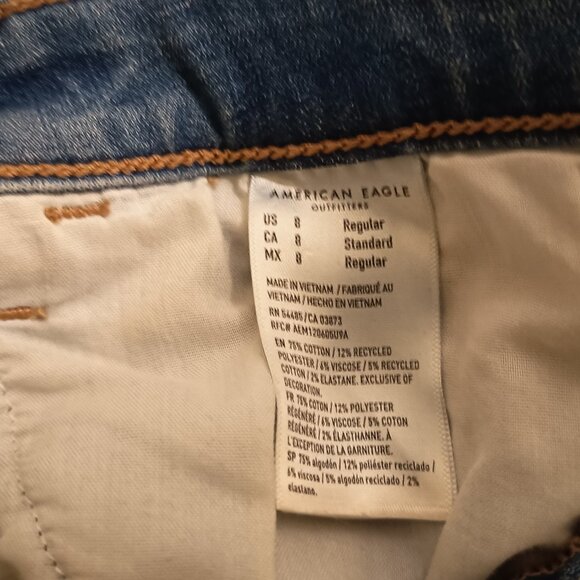 AMERICAN EAGLE
OUTFITTERS
US 8 Regular
CA 8 Standard
MX 8 Regular
MADE IN VIETNAM / FABRIQUÉ AU
VIETNAM / HECHO EN VIETNAM
RN 54485/CA 03873
RFC# AEM120605U9A
EN 75% COTTON / 12% RECYCLED
POLYESTER / 6% VISCOSE / 5% RECYCLED
COTTON / 2% ELASTANE. EXCLUSIVE OF
DECORATION.
FR 75% COTON / 12% POLYESTER
RÉGÉNÉRÉ / 6% VISCOSE / 5% COTON
RÉGÉNÉRÉ / 2% ÉLASTHANNE. À
L'EXCEPTION DE LA GARNITURE.
SP 75% algodón / 12% poliéster reciclado /
6% viscosa / 5% algodón reciclado / 2%
elastano.